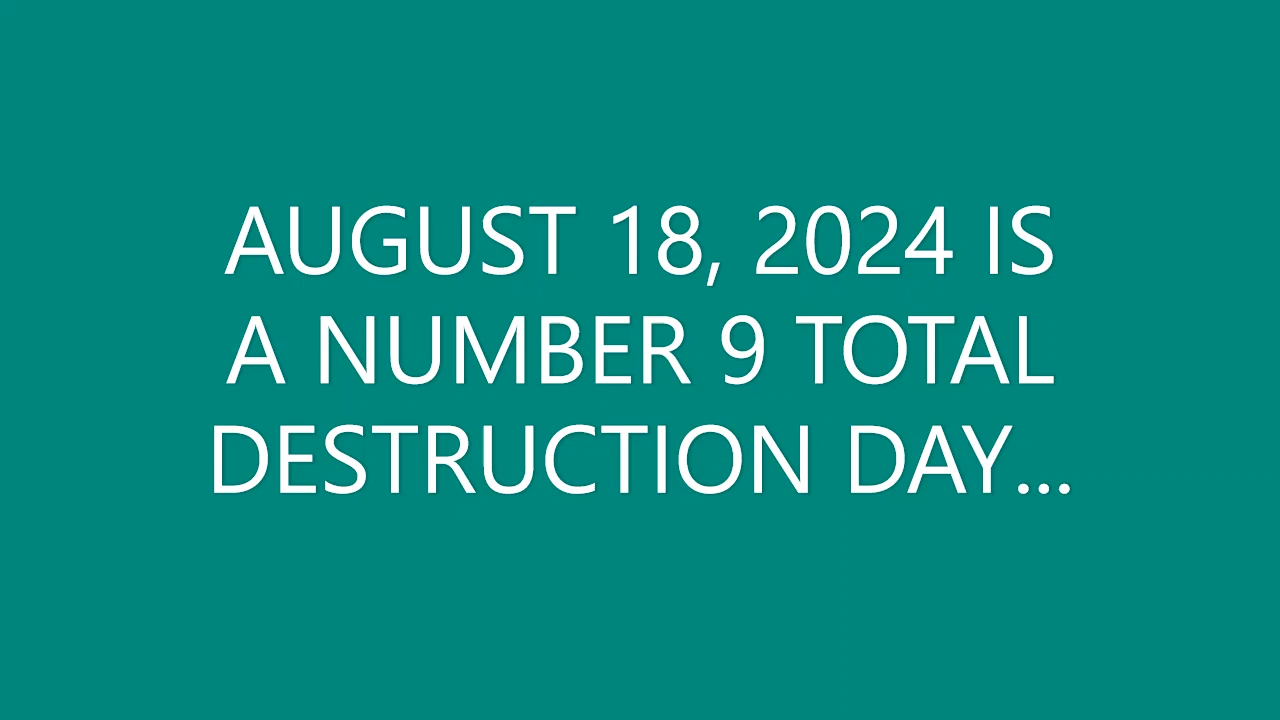 AUGUST 18, 2024 IS
A NUMBER 9 TOTAL
DESTRUCTION DAY...